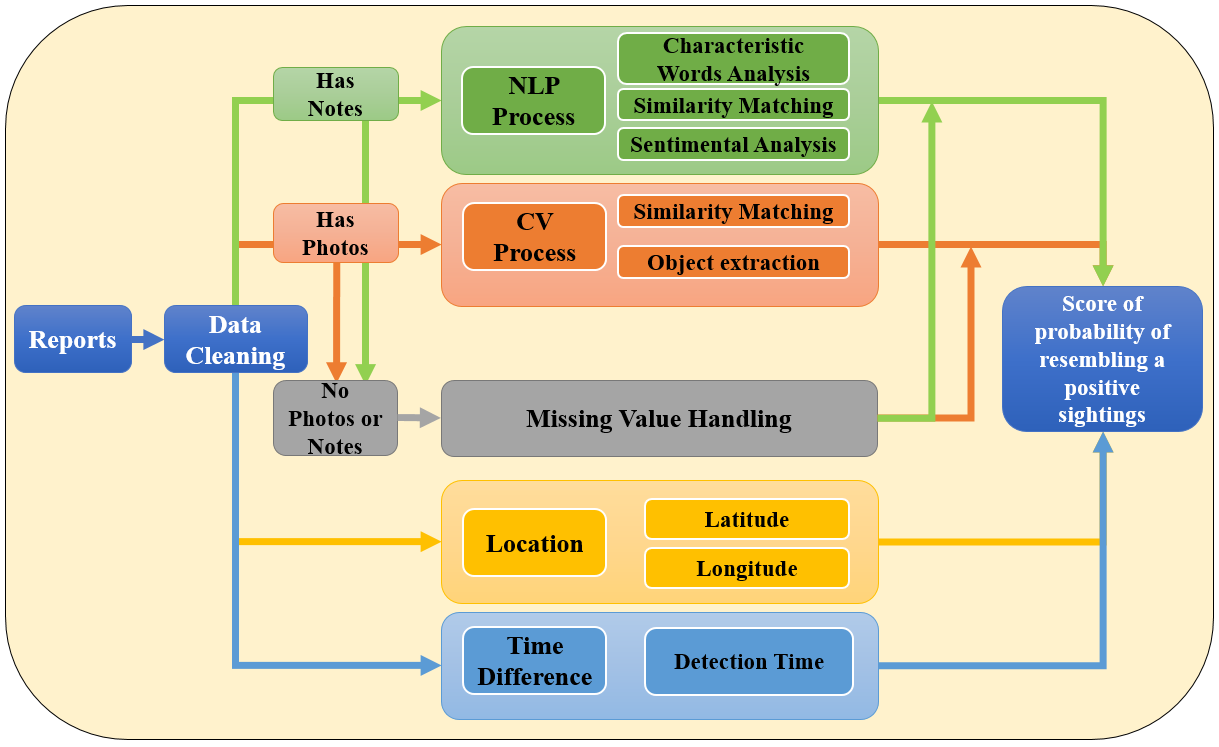 Reports
Data
Cleaning
Has
Notes
Has
Photos
No
Photos or
Notes
NLP
Process
Characteristic
Words Analysis
Similarity Matching
Sentimental Analysis
CV
Process
Similarity Matching
Object extraction
Missing Value Handling
Location
Latitude
Longitude
Time
Difference
Detection Time
Score of
probability of
resembling a
positive
sightings